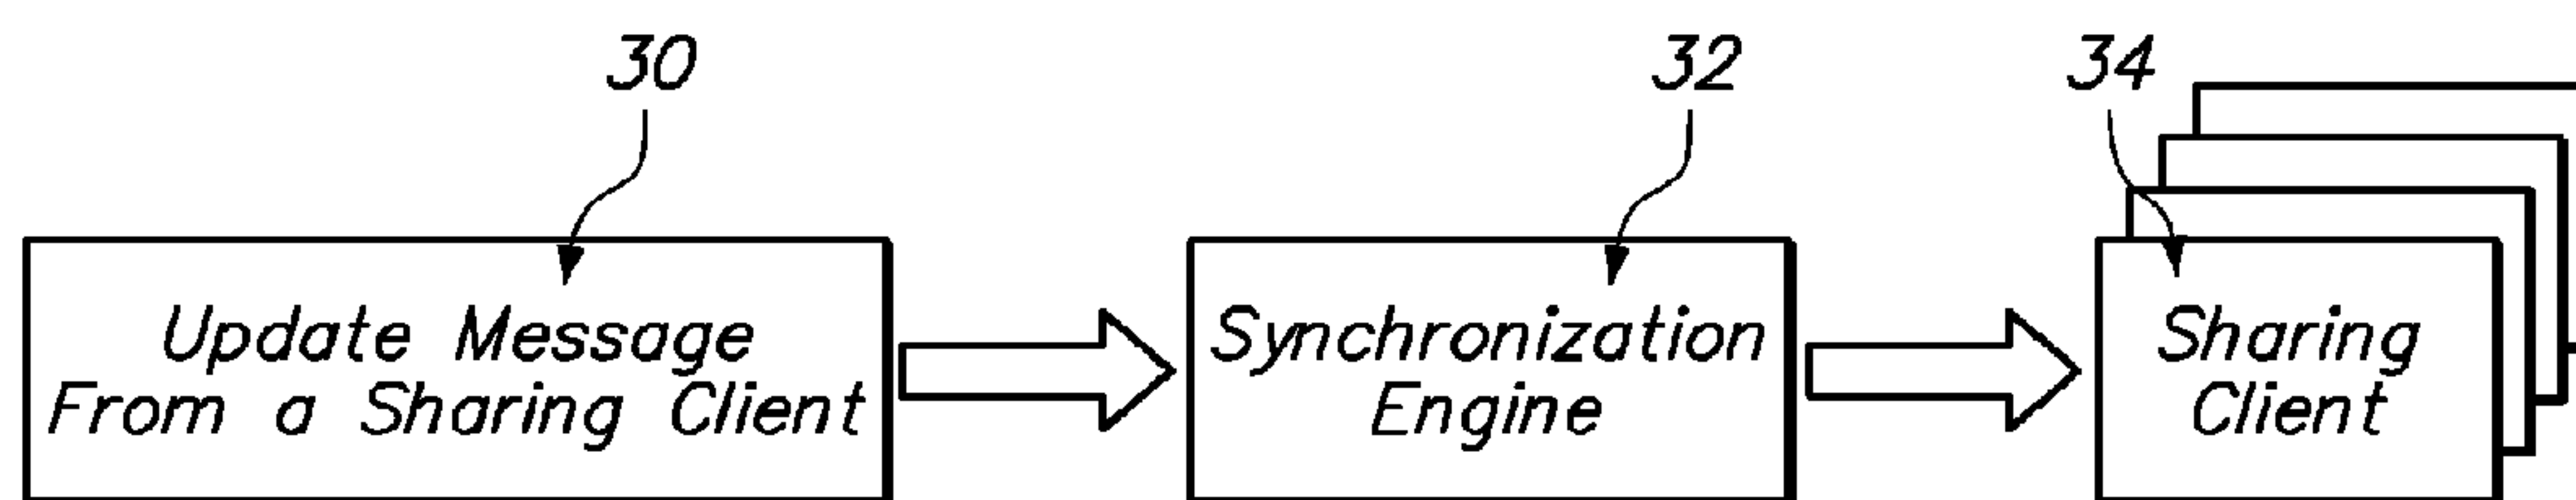 30
32
34
Update Message
From a Sharing Client
Synchronization
Engine
Sharing
Client